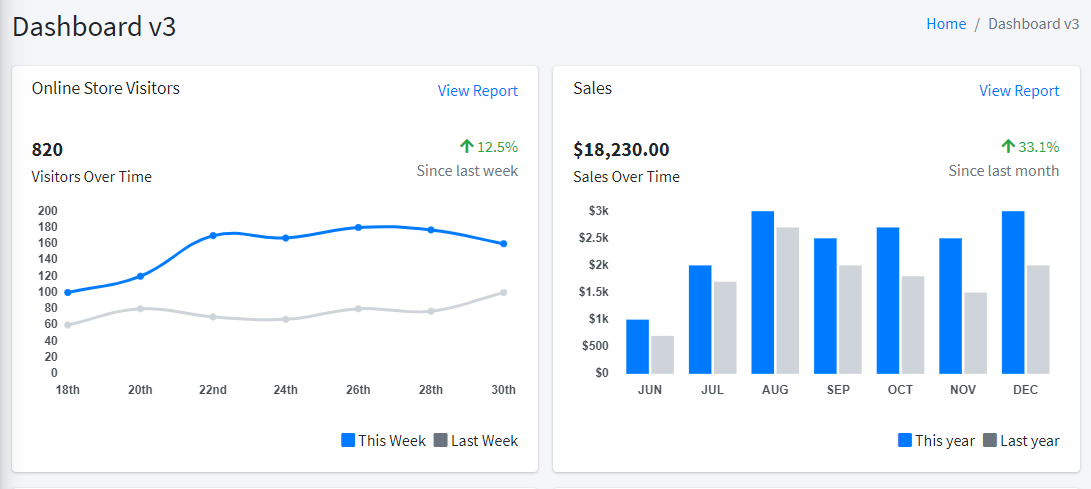 Dashboard v3
Home / Dashboard v3
Online Store Visitors
View Report
820
12.5%
Visitors Over Time
Since last week
200
180
160
140
120
100
80
60
40
20
0
18th 20th 22nd 24th 26th 28th 30th
This Week Last Week
Sales
View Report
$18,230.00
33.1%
Sales Over Time
Since last month
$3k
$2.5k
$2k
$1.5k
$1k
$500
$0
JUN JUL AUG SEP OCT NOV DEC
This year Last year